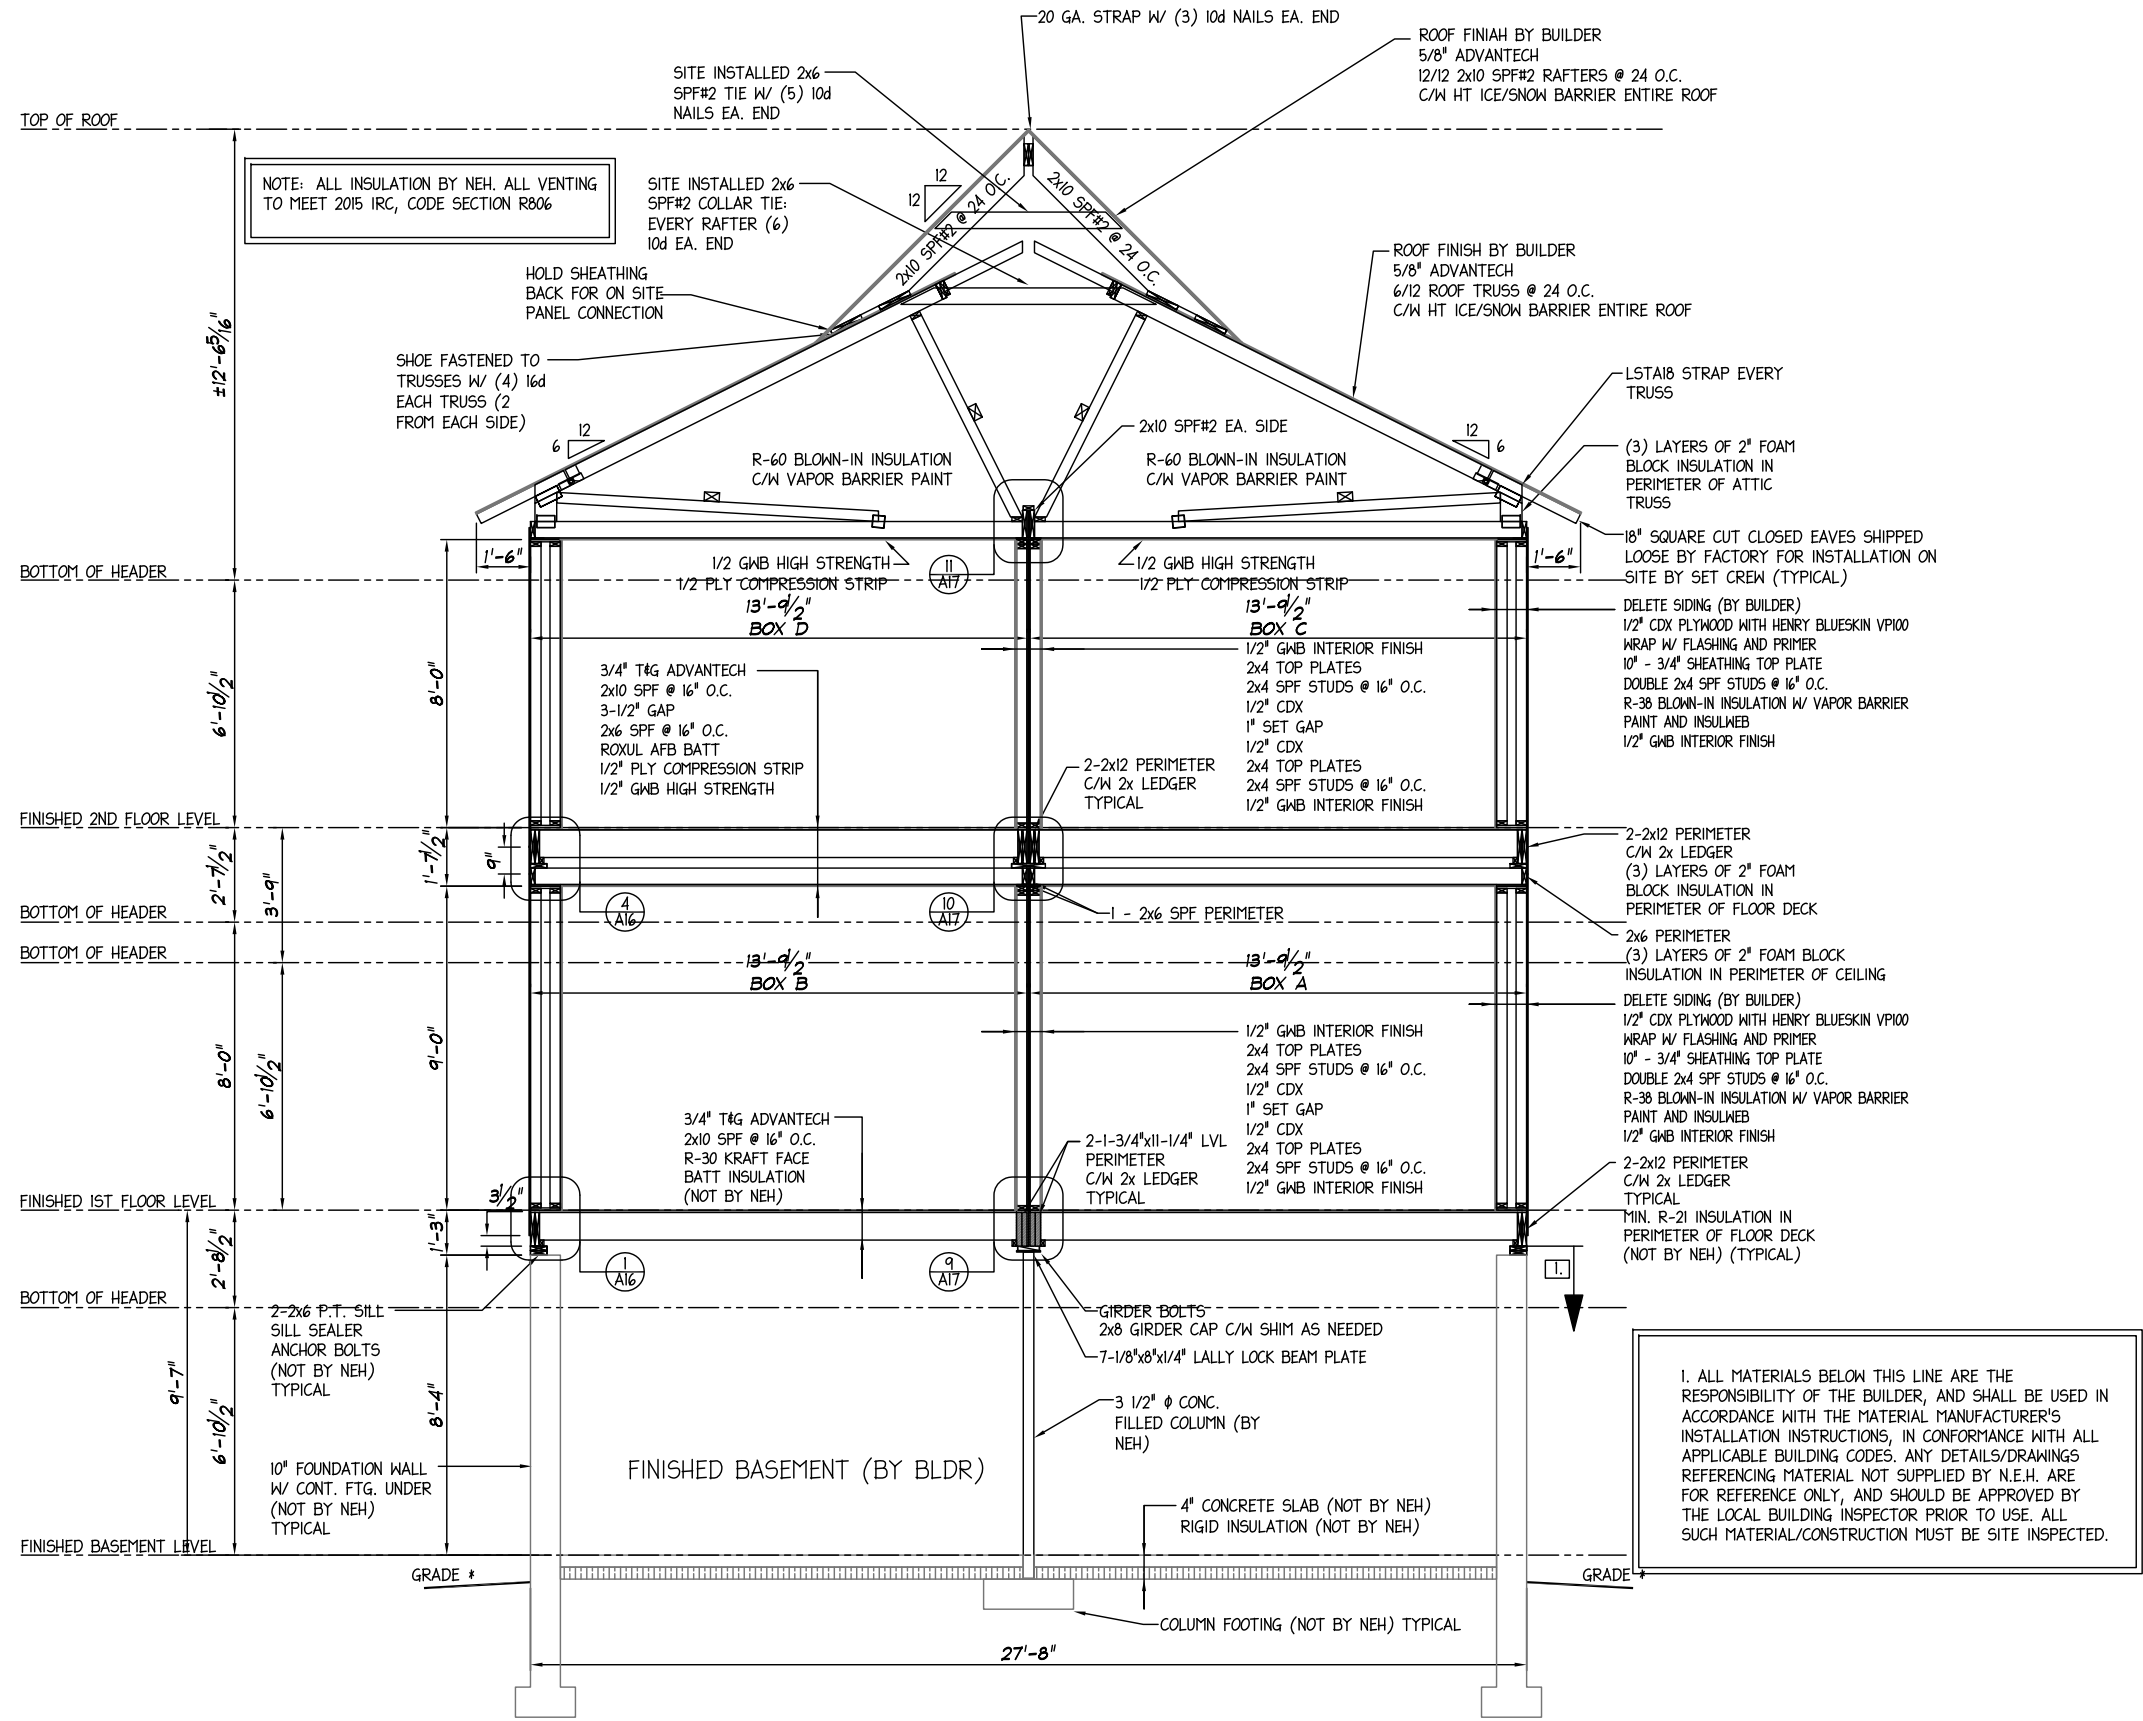 20 GA. STRAP W/ (3) 10d NAILS EA. END
ROOF FINIAH BY BUILDER
5/8" ADVANTECH
12/12 2x10 SPF#2 RAFTERS @ 24 O.C.
C/W HT ICE/SNOW BARRIER ENTIRE ROOF
SITE INSTALLED 2x6
SPF#2 TIE W/ (5) 10d
NAILS EA. END
TOP OF ROOF
NOTE: ALL INSULATION BY NEH. ALL VENTING
TO MEET 2015 IRC, CODE SECTION R806
SITE INSTALLED 2x6
SPF#2 COLLAR TIE:
EVERY RAFTER (6)
10d EA. END
12
12
2x10 SPF#2 @ 24 O.C.
2x10 SPF#2 @ 24 O.C.
HOLD SHEATHING
BACK FOR ON SITE
PANEL CONNECTION
ROOF FINISH BY BUILDER
5/8" ADVANTECH
6/12 ROOF TRUSS @ 24 O.C.
C/W HT ICE/SNOW BARRIER ENTIRE ROOF
±12'-6 5/16"
SHOE FASTENED TO
TRUSSES W/ (4) 16d
EACH TRUSS (2
FROM EACH SIDE)
LSTA18 STRAP EVERY
TRUSS
12
6
2x10 SPF#2 EA. SIDE
12
6
(3) LAYERS OF 2" FOAM
BLOCK INSULATION IN
PERIMETER OF ATTIC
TRUSS
R-60 BLOWN-IN INSULATION
C/W VAPOR BARRIER PAINT
R-60 BLOWN-IN INSULATION
C/W VAPOR BARRIER PAINT
18" SQUARE CUT CLOSED EAVES SHIPPED
LOOSE BY FACTORY FOR INSTALLATION ON
SITE BY SET CREW (TYPICAL)
1'-6"
1'-6"
1/2 GWB HIGH STRENGTH
1/2 PLY COMPRESSION STRIP
11
A17
1/2 GWB HIGH STRENGTH
1/2 PLY COMPRESSION STRIP
BOTTOM OF HEADER
13'-9 1/2"
BOX D
13'-9 1/2"
BOX C
DELETE SIDING (BY BUILDER)
1/2" CDX PLYWOOD WITH HENRY BLUESKIN VP100
WRAP W/ FLASHING AND PRIMER
10" - 3/4" SHEATHING TOP PLATE
DOUBLE 2x4 SPF STUDS @ 16" O.C.
R-38 BLOWN-IN INSULATION W/ VAPOR BARRIER
PAINT AND INSULWEB
1/2" GWB INTERIOR FINISH
6'-10 1/2"
8'-0"
3/4" T&G ADVANTECH
2x10 SPF @ 16" O.C.
3-1/2" GAP
2x6 SPF @ 16" O.C.
ROXUL AFB BATT
1/2" PLY COMPRESSION STRIP
1/2" GWB HIGH STRENGTH
1/2" GWB INTERIOR FINISH
2x4 TOP PLATES
2x4 SPF STUDS @ 16" O.C.
1/2" CDX
1" SET GAP
1/2" CDX
2x4 TOP PLATES
2x4 SPF STUDS @ 16" O.C.
1/2" GWB INTERIOR FINISH
2-2x12 PERIMETER
C/W 2x LEDGER
TYPICAL
FINISHED 2ND FLOOR LEVEL
2'-7 1/2"
3'-9"
1'-7 1/2"
9"
2-2x12 PERIMETER
C/W 2x LEDGER
(3) LAYERS OF 2" FOAM
BLOCK INSULATION IN
PERIMETER OF FLOOR DECK
BOTTOM OF HEADER
4
A16
10
A17
1 - 2x6 SPF PERIMETER
2x6 PERIMETER
(3) LAYERS OF 2" FOAM BLOCK
INSULATION IN PERIMETER OF CEILING
BOTTOM OF HEADER
13'-9 1/2"
BOX B
13'-9 1/2"
BOX A
DELETE SIDING (BY BUILDER)
1/2" CDX PLYWOOD WITH HENRY BLUESKIN VP100
WRAP W/ FLASHING AND PRIMER
10" - 3/4" SHEATHING TOP PLATE
DOUBLE 2x4 SPF STUDS @ 16" O.C.
R-38 BLOWN-IN INSULATION W/ VAPOR BARRIER
PAINT AND INSULWEB
1/2" GWB INTERIOR FINISH
8'-0"
6'-10 1/2"
9'-0"
1/2" GWB INTERIOR FINISH
2x4 TOP PLATES
2x4 SPF STUDS @ 16" O.C.
1/2" CDX
1" SET GAP
1/2" CDX
2x4 TOP PLATES
2x4 SPF STUDS @ 16" O.C.
1/2" GWB INTERIOR FINISH
3/4" T&G ADVANTECH
2x10 SPF @ 16" O.C.
R-30 KRAFT FACE
BATT INSULATION
(NOT BY NEH)
2-1-3/4"x11-1/4" LVL
PERIMETER
C/W 2x LEDGER
TYPICAL
2-2x12 PERIMETER
C/W 2x LEDGER
TYPICAL
MIN. R-21 INSULATION IN
PERIMETER OF FLOOR DECK
(NOT BY NEH) (TYPICAL)
FINISHED 1ST FLOOR LEVEL
3 1/2"
1'-3"
2'-8 1/2"
1
A16
9
A17
1.
BOTTOM OF HEADER
2-2x6 P.T. SILL
SILL SEALER
ANCHOR BOLTS
(NOT BY NEH)
TYPICAL
GIRDER BOLTS
2x8 GIRDER CAP C/W SHIM AS NEEDED
7-1/8"x8"x1/4" LALLY LOCK BEAM PLATE
9'-7"
6'-10 1/2"
8'-4"
3 1/2" ϕ CONC.
FILLED COLUMN (BY
NEH)
1. ALL MATERIALS BELOW THIS LINE ARE THE
RESPONSIBILITY OF THE BUILDER, AND SHALL BE USED IN
ACCORDANCE WITH THE MATERIAL MANUFACTURER'S
INSTALLATION INSTRUCTIONS, IN CONFORMANCE WITH ALL
APPLICABLE BUILDING CODES. ANY DETAILS/DRAWINGS
REFERENCING MATERIAL NOT SUPPLIED BY N.E.H. ARE
FOR REFERENCE ONLY, AND SHOULD BE APPROVED BY
THE LOCAL BUILDING INSPECTOR PRIOR TO USE. ALL
SUCH MATERIAL/CONSTRUCTION MUST BE SITE INSPECTED.
10" FOUNDATION WALL
W/ CONT. FTG. UNDER
(NOT BY NEH)
TYPICAL
FINISHED BASEMENT (BY BLDR)
4" CONCRETE SLAB (NOT BY NEH)
RIGID INSULATION (NOT BY NEH)
FINISHED BASEMENT LEVEL
GRADE *
GRADE *
COLUMN FOOTING (NOT BY NEH) TYPICAL
27'-8"